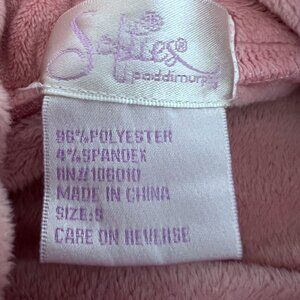 Softies®
paddimurphy
96%POLYESTER
4%SPANDEX
RN#106010
MADE IN CHINA
SIZE:S
CARE ON REVERSE